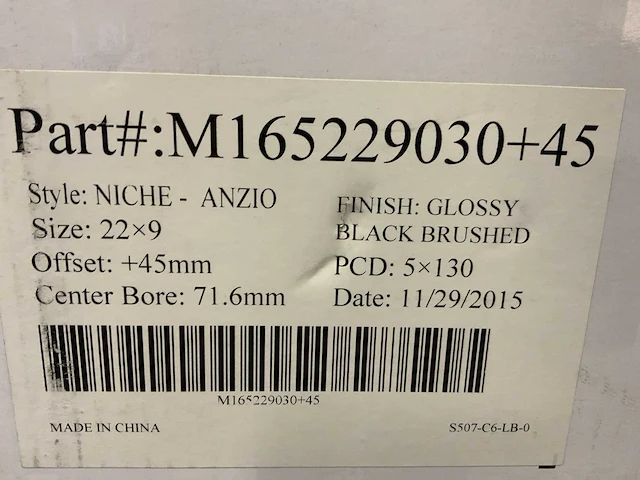 Part#:M165229030+45
Style: NICHE - ANZIO
Size: 22×9
Offset: +45mm
Center Bore: 71.6mm
FINISH: GLOSSY
BLACK BRUSHED
PCD: 5×130
Date: 11/29/2015
M165229030+45
MADE IN CHINA
S507-C6-LB-0